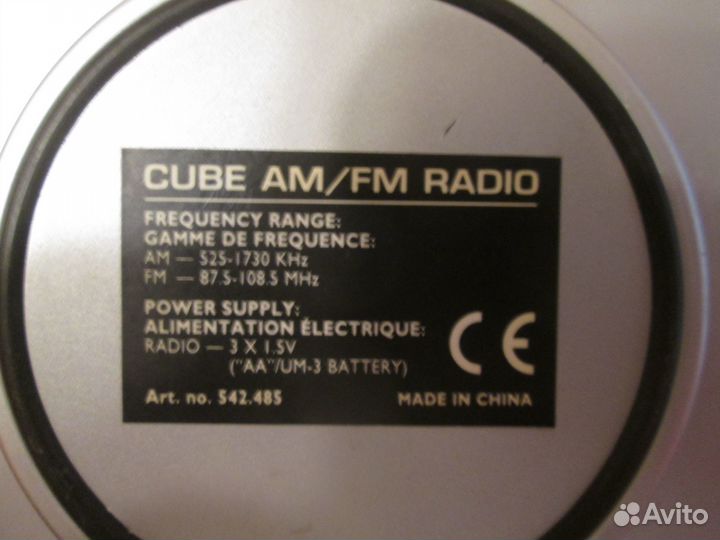 CUBE AM/FM RADIO
FREQUENCY RANGE:
GAMME DE FREQUENCE:
AM — 525-1730 KHz
FM — 87.5-108.5 MHz
POWER SUPPLY:
ALIMENTATION ÉLECTRIQUE:
RADIO — 3 X 1.5V
("AA"/UM-3 BATTERY)
CE
Art. no. 542.485 MADE IN CHINA
Avito